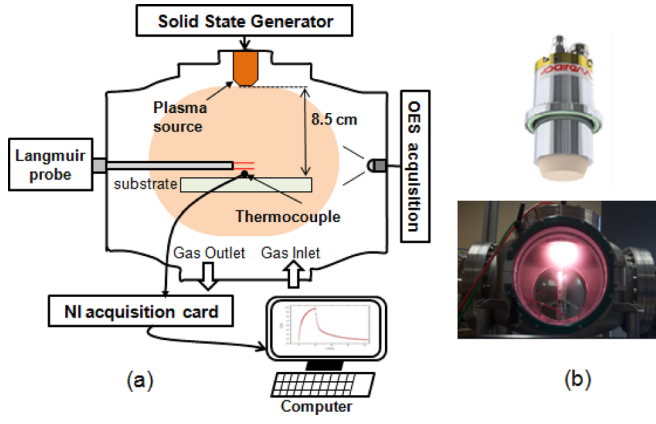 Solid State Generator
Plasma
source
8.5 cm
OES acquisition
Langmuir
probe
substrate
Thermocouple
Gas Outlet
Gas Inlet
NI acquisition card
(a)
Computer
(b)